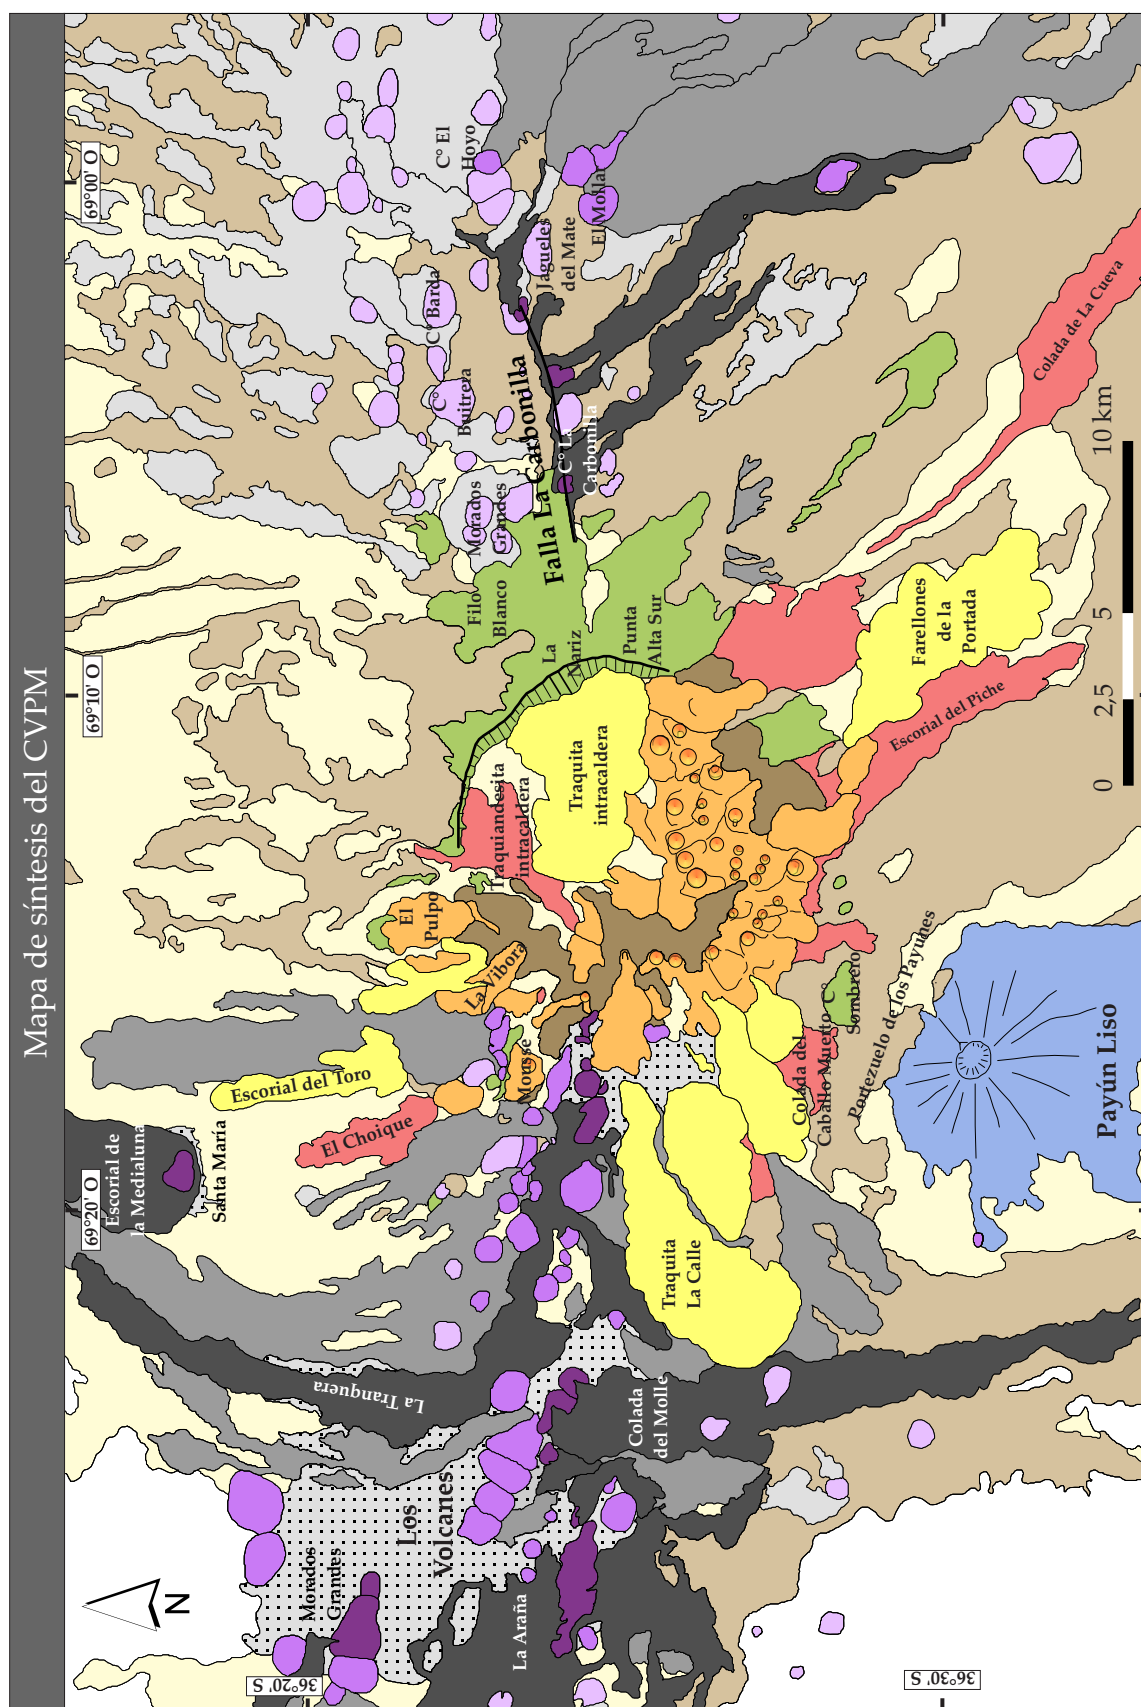 Mapa de síntesis del CVPM
69°20' O
69°10' O
69°00' O
36°20' S
36°30' S
N
Morados
Grandes
Los
Volcanes
La Araña
La Tranquera
Escorial de
la Medialuna
Santa María
El Choique
Escorial del Toro
Mousse
La Vibora
El
Pulpo
Traquiandesita
intracaldera
Traquita
intracaldera
La
Nariz
Filo
Blanco
Punta
Alta Sur
Morados
Grandes
Falla La Carbonilla
C° La
Carbonilla
C°
Buitrera
C° Barda
C° El
Hoyo
Jagueles
del Mate
El Mollar
Colada de La Cueva
Farellones
de la
Portada
Escorial del Piche
Colada
del Molle
Traquita
La Calle
Colada del
Caballo Muerto
C°
Sombrero
Portezuelo de los Payunes
Payún Liso
0
2,5
5
10 km